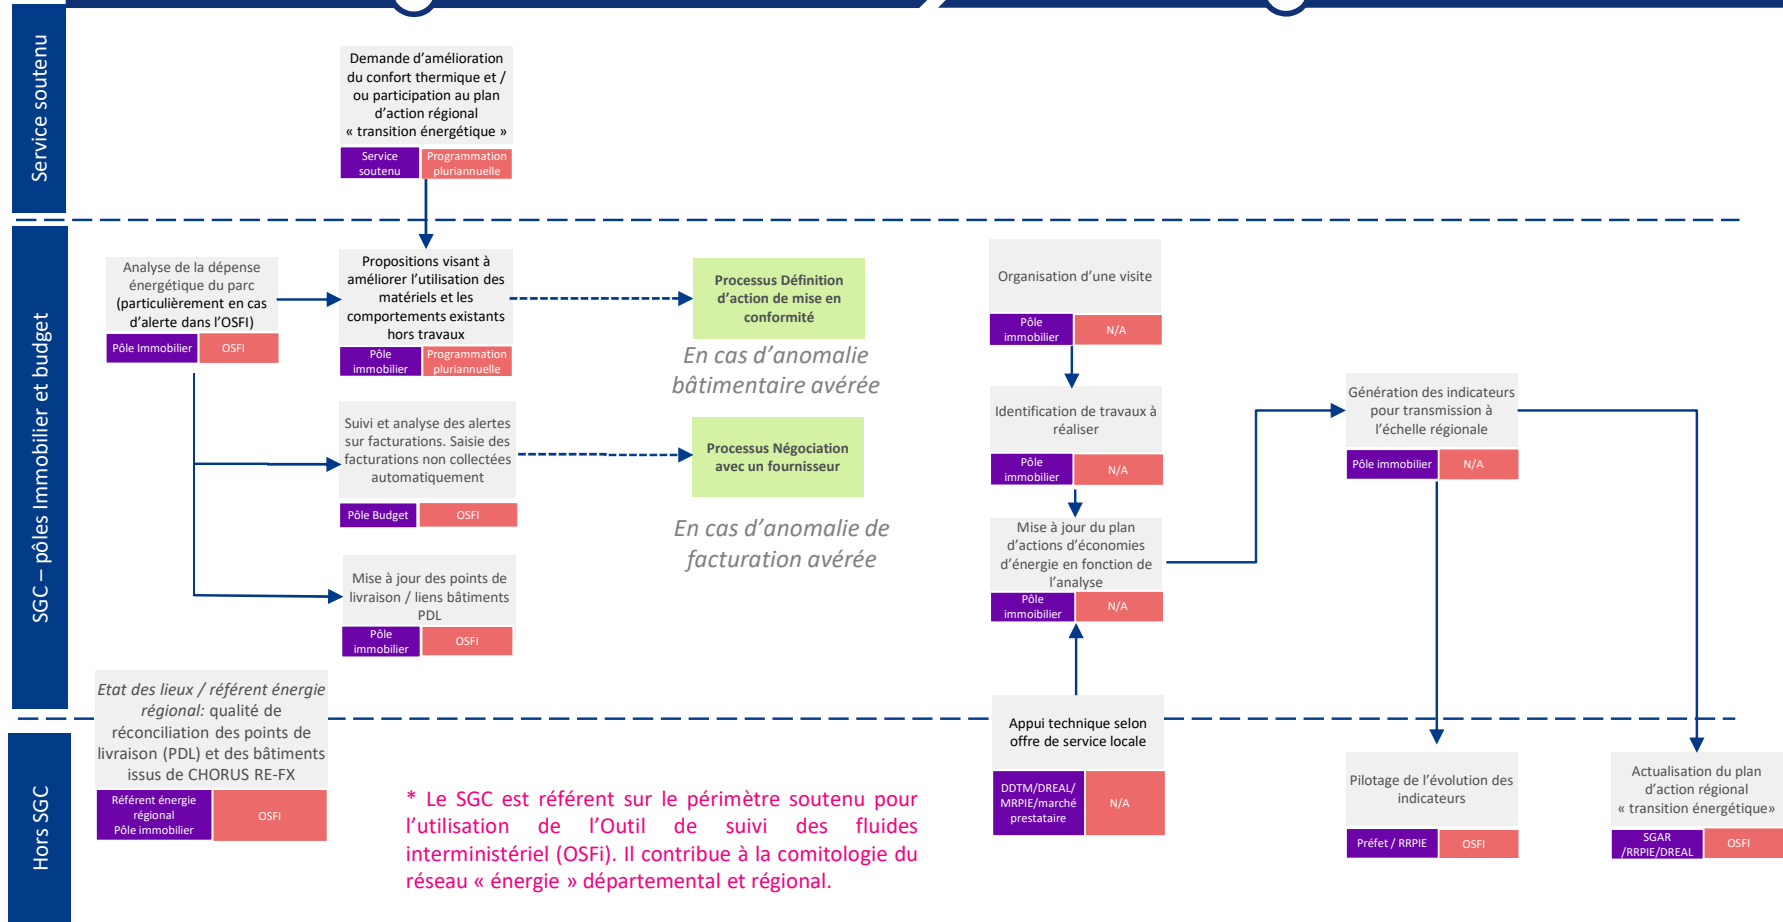 Service soutenu
Demande d’amélioration
du confort thermique et /
ou participation au plan
d’action régional
« transition énergétique »
Service
soutenu
Programmation
pluriannuelle
SGC – pôles Immobilier et budget
Analyse de la dépense
énergétique du parc
(particulièrement en cas
d’alerte dans l’OSFI)
Pôle Immobilier
OSFI
Propositions visant à
améliorer l’utilisation des
matériels et les
comportements existants
hors travaux
Pôle
immobilier
Programmation
pluriannuelle
Processus Définition
d’action de mise en
conformité
En cas d’anomalie
bâtimentaire avérée
Suivi et analyse des alertes
sur facturations. Saisie des
facturations non collectées
automatiquement
Pôle Budget
OSFI
Processus Négociation
avec un fournisseur
En cas d’anomalie de
facturation avérée
Mise à jour des points de
livraison / liens bâtiments
PDL
Pôle
immobilier
OSFI
Organisation d’une visite
Pôle
immobilier
N/A
Identification de travaux à
réaliser
Pôle
immobilier
N/A
Mise à jour du plan
d’actions d’économies
d’énergie en fonction de
l’analyse
Pôle
immoibilier
N/A
Génération des indicateurs
pour transmission à
l’échelle régionale
Pôle immobilier
N/A
Hors SGC
Etat des lieux / référent énergie
régional: qualité de
réconciliation des points de
livraison (PDL) et des bâtiments
issus de CHORUS RE-FX
Référent énergie
régional
Pôle immobilier
OSFI
* Le SGC est référent sur le périmètre soutenu pour
l’utilisation de l’Outil de suivi des fluides
interministériel (OSFi). Il contribue à la comitologie du
réseau « énergie » départemental et régional.
Appui technique selon
offre de service locale
DDTM/DREAL/
MRPIE/marché
prestataire
N/A
Pilotage de l’évolution des
indicateurs
Préfet / RRPIE
OSFI
Actualisation du plan
d’action régional
« transition énergétique»
SGAR
/RRPIE/DREAL
OSFI